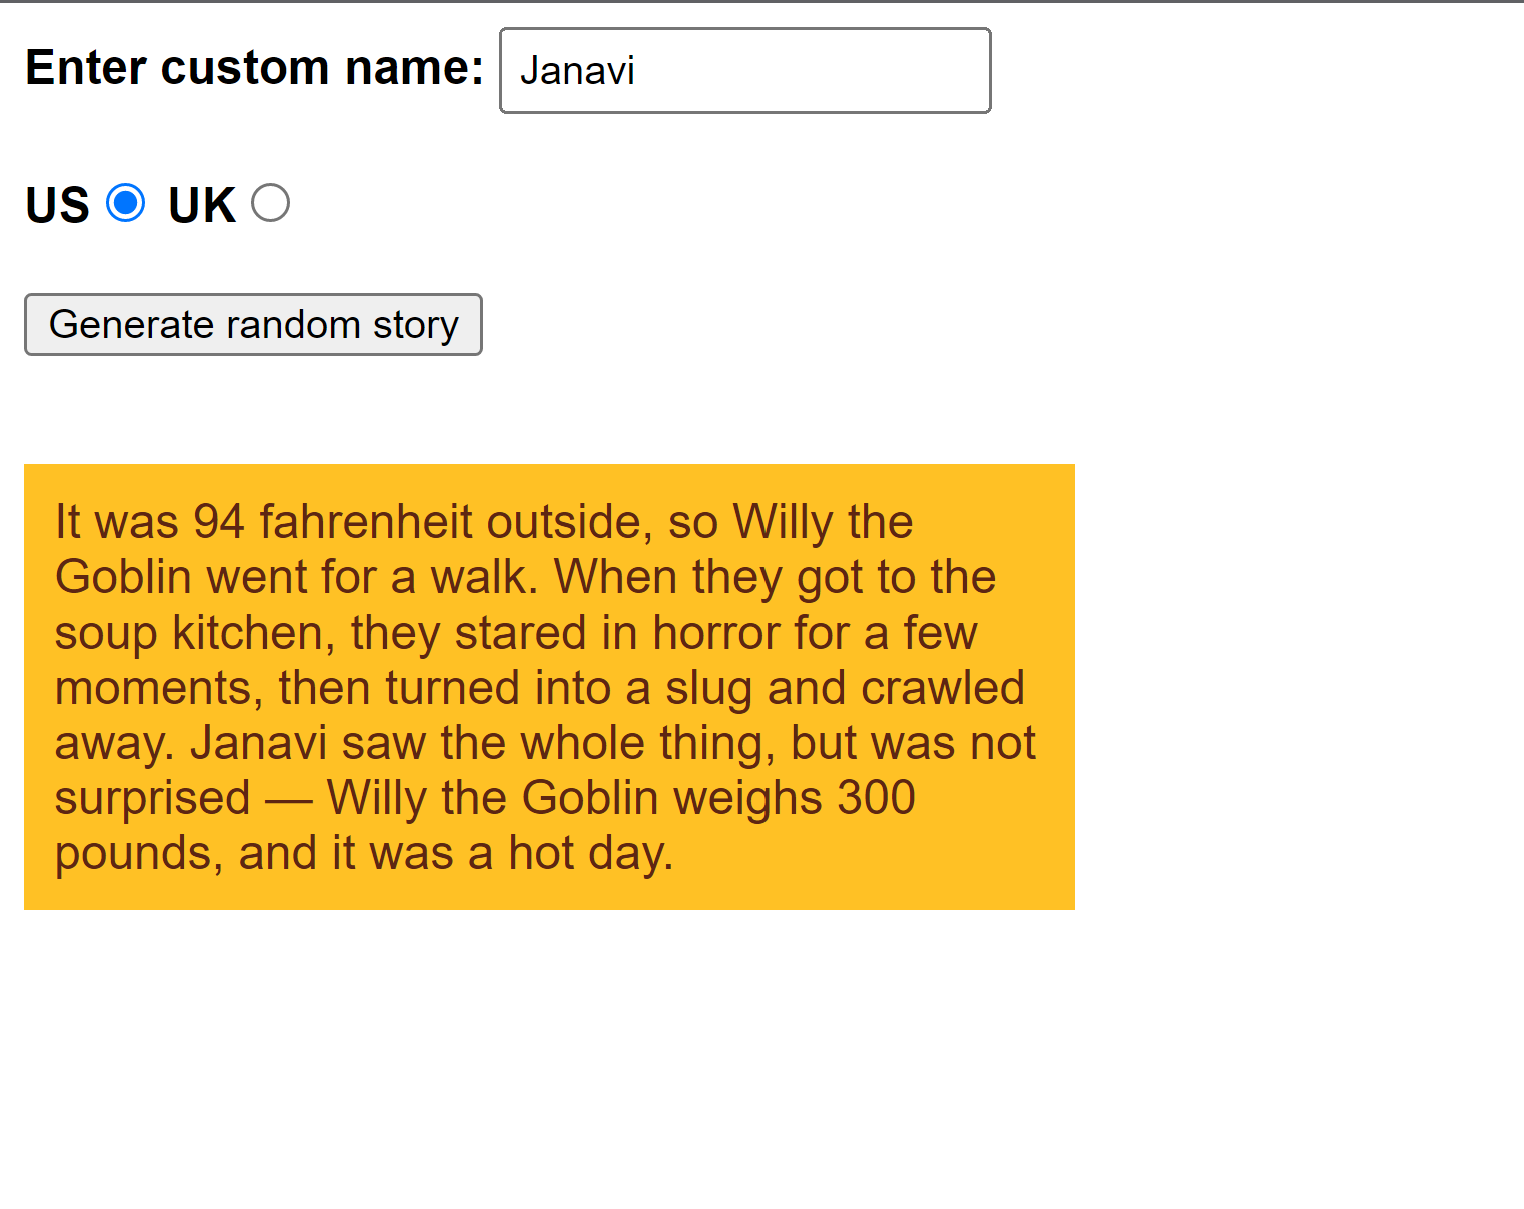 Enter custom name: Janavi
US UK
Generate random story
It was 94 fahrenheit outside, so Willy the
Goblin went for a walk. When they got to the
soup kitchen, they stared in horror for a few
moments, then turned into a slug and crawled
away. Janavi saw the whole thing, but was not
surprised — Willy the Goblin weighs 300
pounds, and it was a hot day.